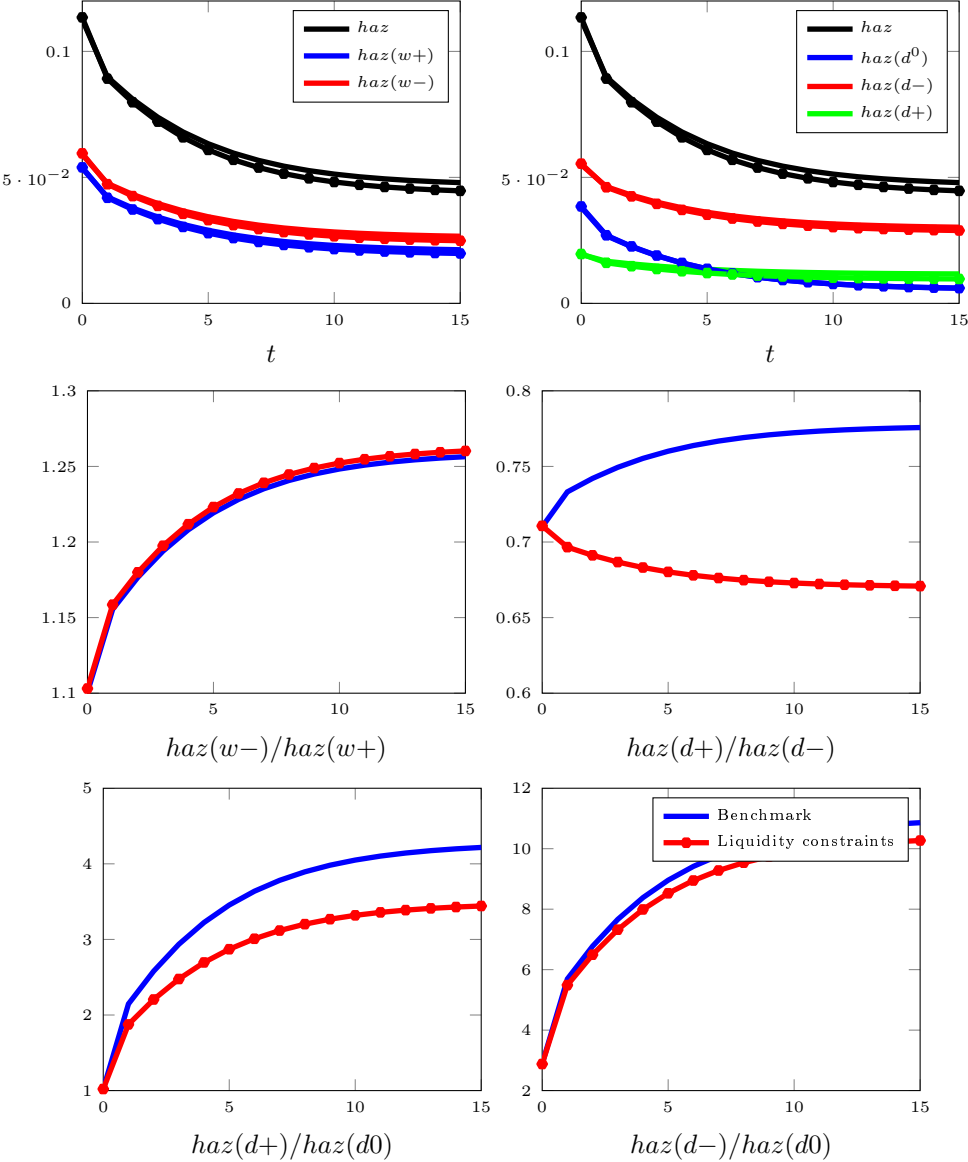 haz
haz(w+)
haz(w−)
0.1
5 · 10⁻²
0
0 5 10 15
t
haz
haz(d⁰)
haz(d−)
haz(d+)
0.1
5 · 10⁻²
0
0 5 10 15
t
1.3
1.25
1.2
1.15
1.1
0 5 10 15
haz(w−)/haz(w+)
0.8
0.75
0.7
0.65
0.6
0 5 10 15
haz(d+)/haz(d−)
5
4
3
2
1
0 5 10 15
haz(d+)/haz(d0)
Benchmark
Liquidity constraints
12
10
8
6
4
2
0 5 10 15
haz(d−)/haz(d0)